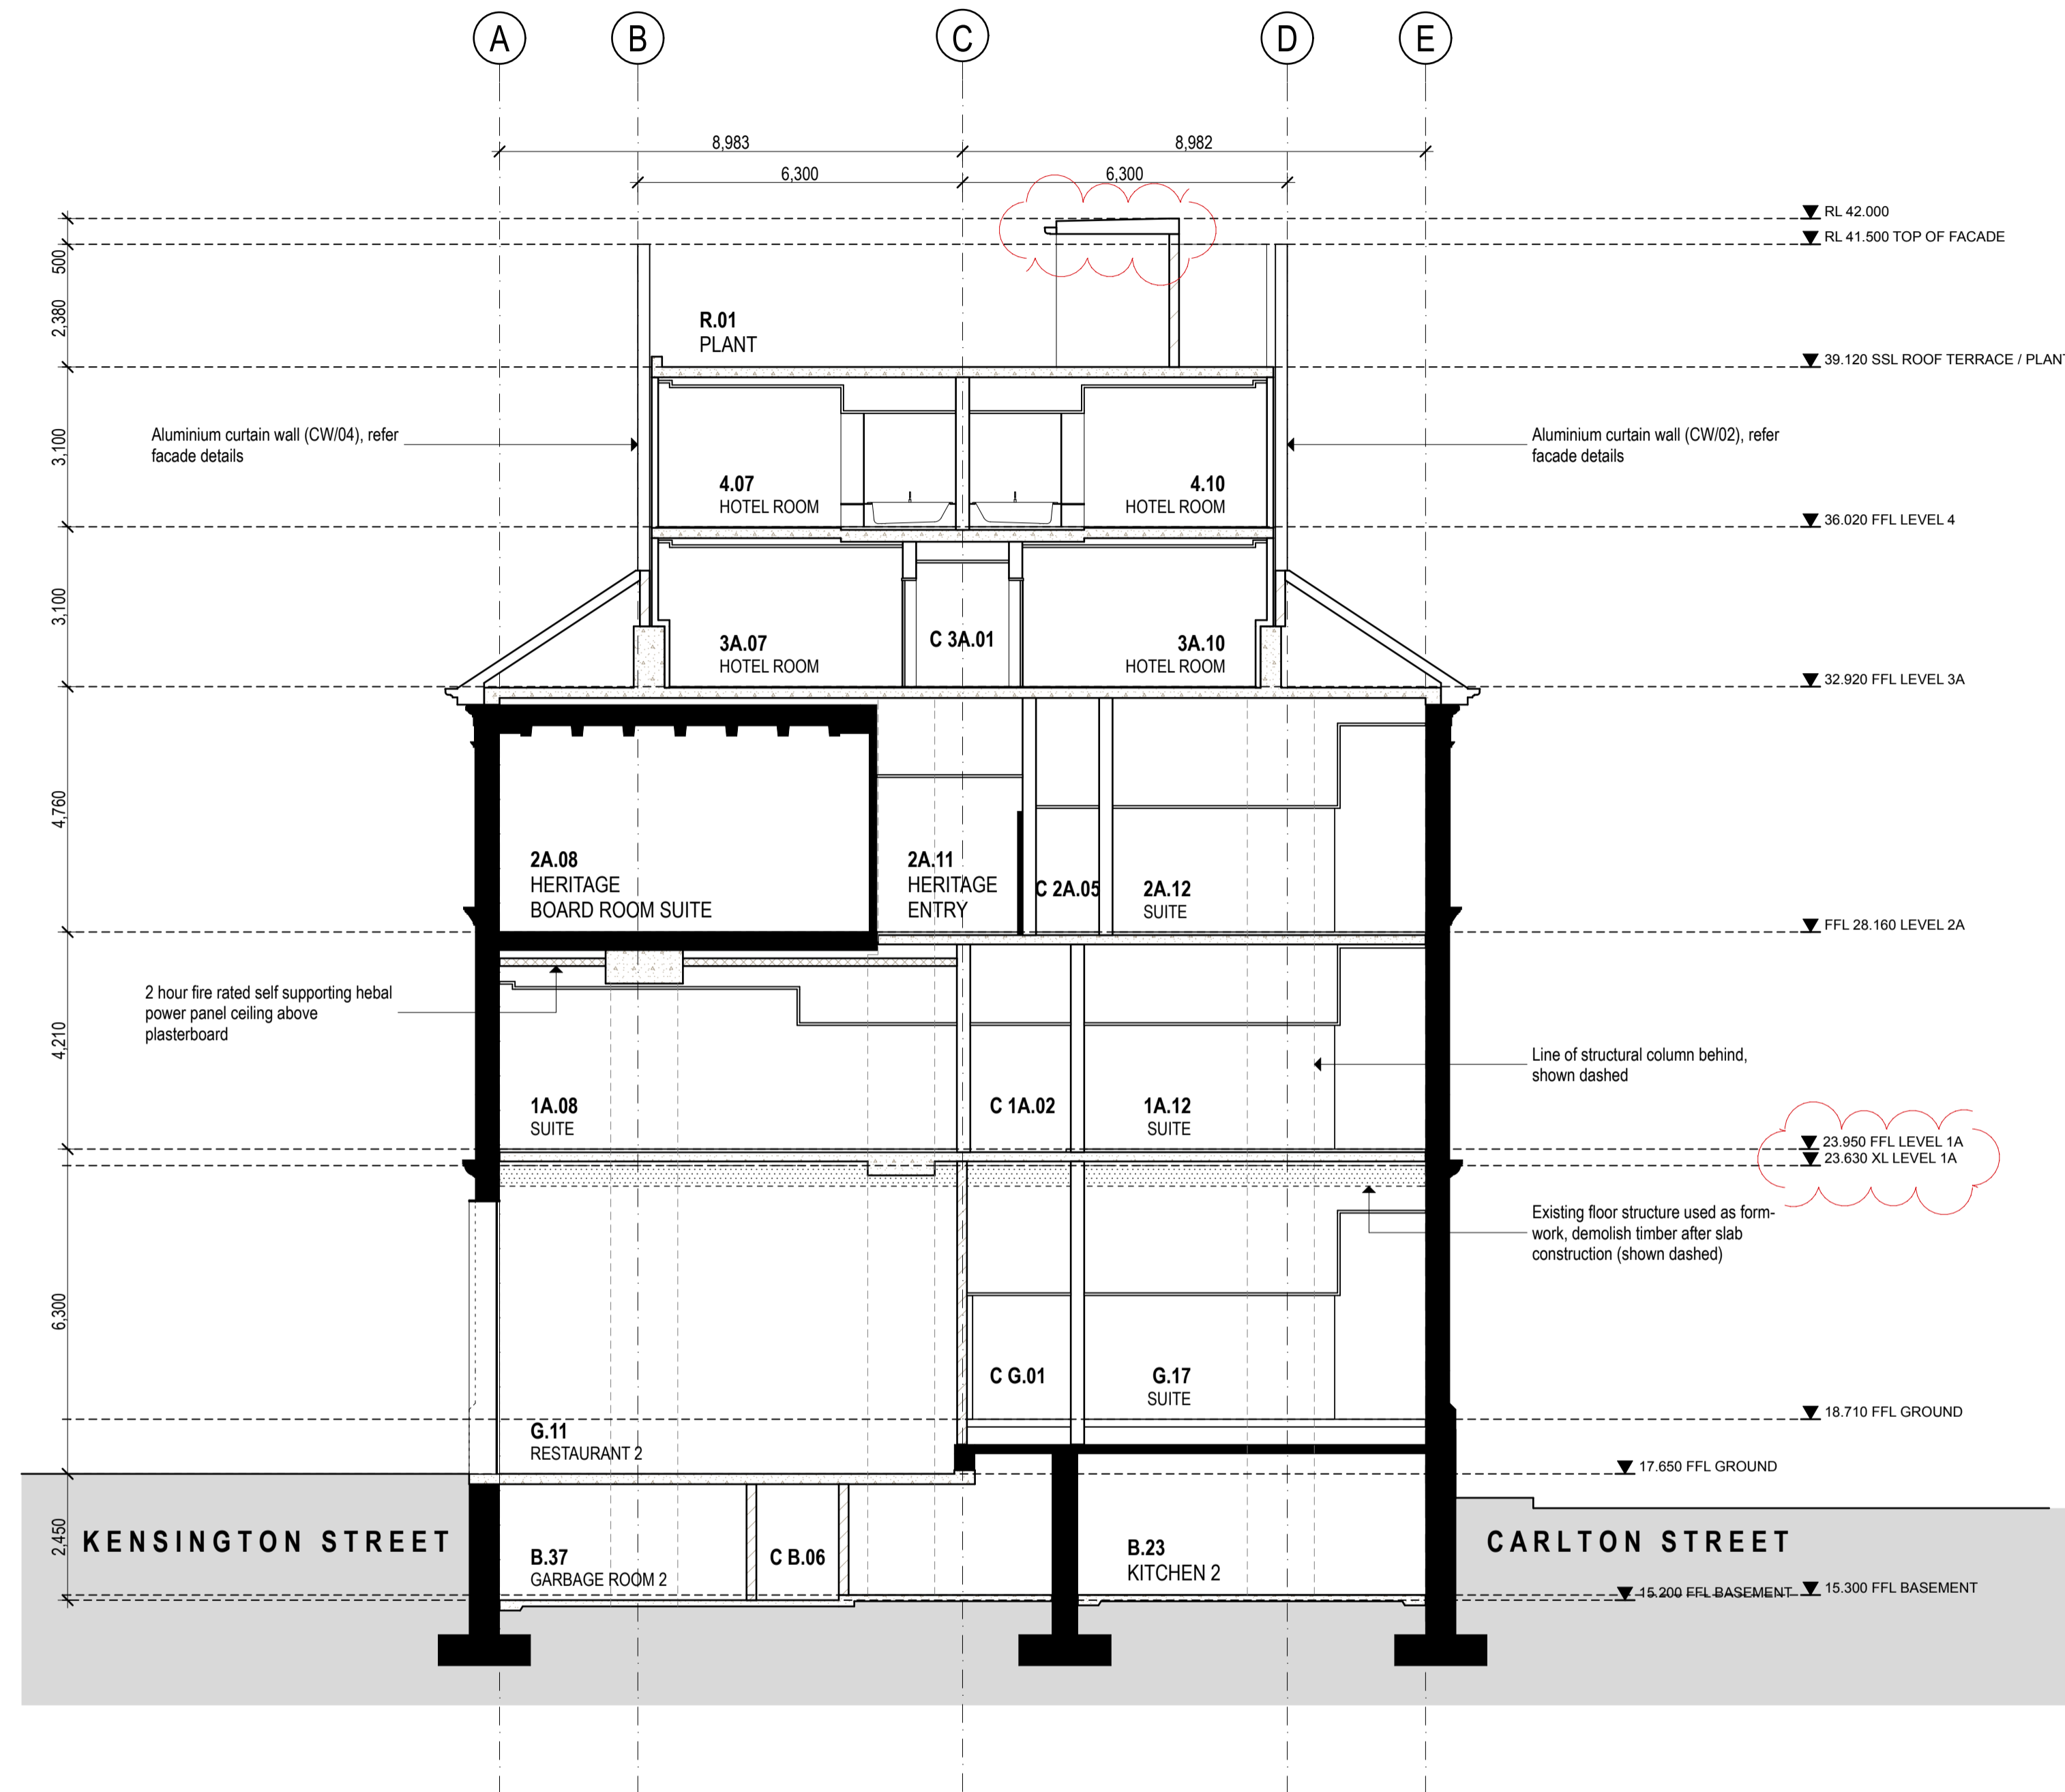 A
B
C
D
E
8,983
8,982
6,300
6,300
RL 42.000
RL 41.500 TOP OF FACADE
500
2,380
R.01
PLANT
39.120 SSL ROOF TERRACE / PLANT
3,100
Aluminium curtain wall (CW/04), refer
facade details
Aluminium curtain wall (CW/02), refer
facade details
4.07
HOTEL ROOM
4.10
HOTEL ROOM
36.020 FFL LEVEL 4
3,100
3A.07
HOTEL ROOM
C 3A.01
3A.10
HOTEL ROOM
32.920 FFL LEVEL 3A
4,760
2A.08
HERITAGE
BOARD ROOM SUITE
2A.11
HERITAGE
ENTRY
C 2A.05
2A.12
SUITE
FFL 28.160 LEVEL 2A
2 hour fire rated self supporting hebal
power panel ceiling above
plasterboard
4,210
Line of structural column behind,
shown dashed
1A.08
SUITE
C 1A.02
1A.12
SUITE
23.950 FFL LEVEL 1A
23.630 XL LEVEL 1A
Existing floor structure used as form-
work, demolish timber after slab
construction (shown dashed)
6,300
C G.01
G.17
SUITE
18.710 FFL GROUND
G.11
RESTAURANT 2
17.650 FFL GROUND
2,450
KENSINGTON STREET
CARLTON STREET
B.37
GARBAGE ROOM 2
C B.06
B.23
KITCHEN 2
15.200 FFL BASEMENT
15.300 FFL BASEMENT